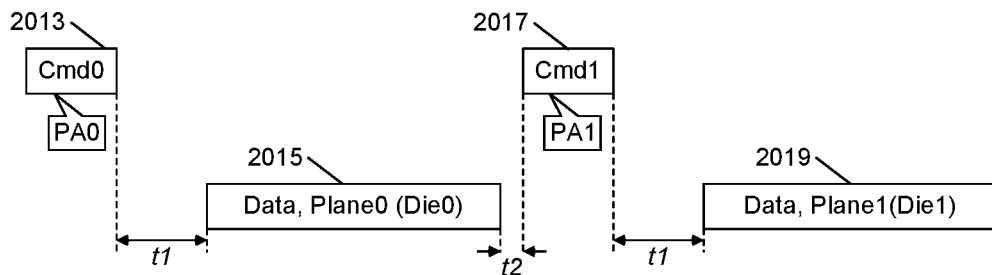 2013
2017
Cmd0
Cmd1
PA0
PA1
2015
2019
Data, Plane0 (Die0)
Data, Plane1(Die1)
t1
t2
t1